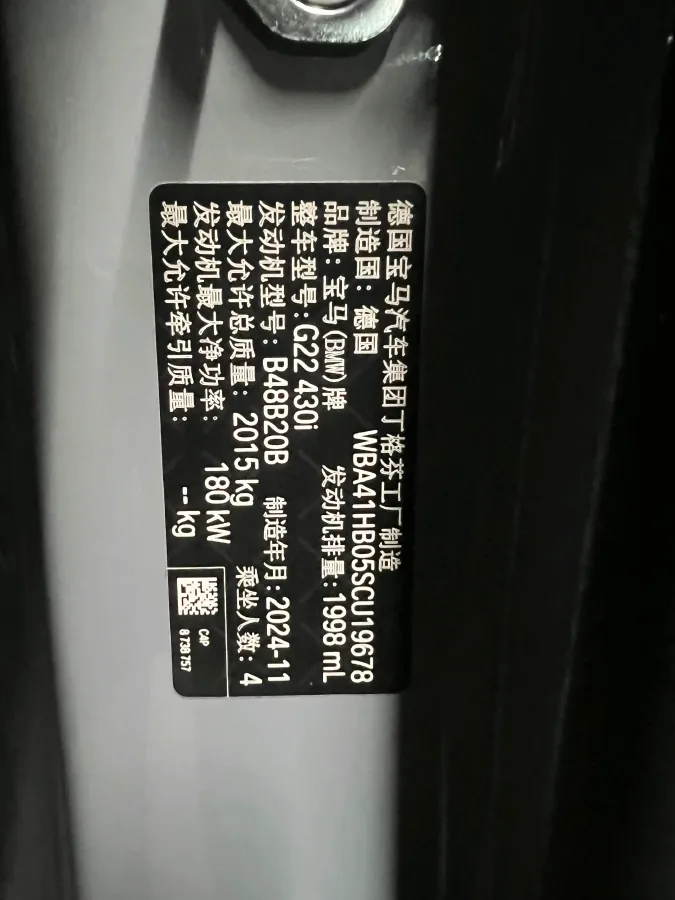 德国宝马汽车集团丁格芬工厂制造
制造国：德国 WBA41HB05SCU19678
品牌：宝马(BMW)牌 发动机排量：1998 mL
整车型号：G22 430i
发动机型号：B48B20B 制造年月：2024-11
最大允许总质量：2015 kg 乘坐人数：4
发动机最大净功率：180 kW
最大允许牵引质量：-- kg
C4P
8 738 757